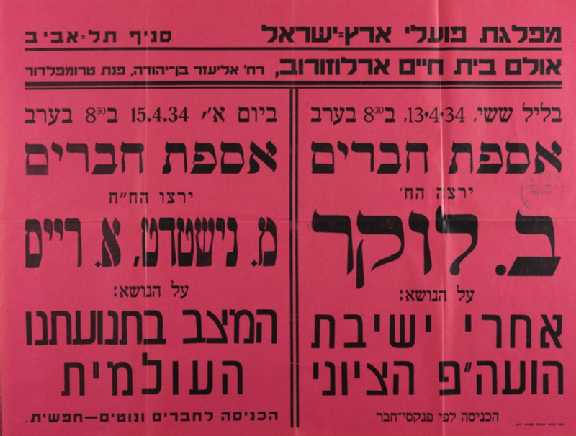 מפלגת פועלי ארץ־ישראל סניף תל־אביב
אולם בית חיים ארלוזורוב, רח' אליעזר בן־יהודה, פנת טרומפלדור
בליל ששי, 13.4.34, ב 8³⁰ בערב
אספת חברים
ירצה הח'
ב. לוקר
על הנושא:
אחרי ישיבת
הועה״פ הציוני
הכניסה לפי פנקסי־חבר
ביום א', 15.4.34 ב 8³⁰ בערב
אספת חברים
ירצו הח״ח
מ. נישטדט, א. רייס
על הנושא:
המצב בתנועתנו
העולמית
הכניסה לחברים ונוטים—חפשית.